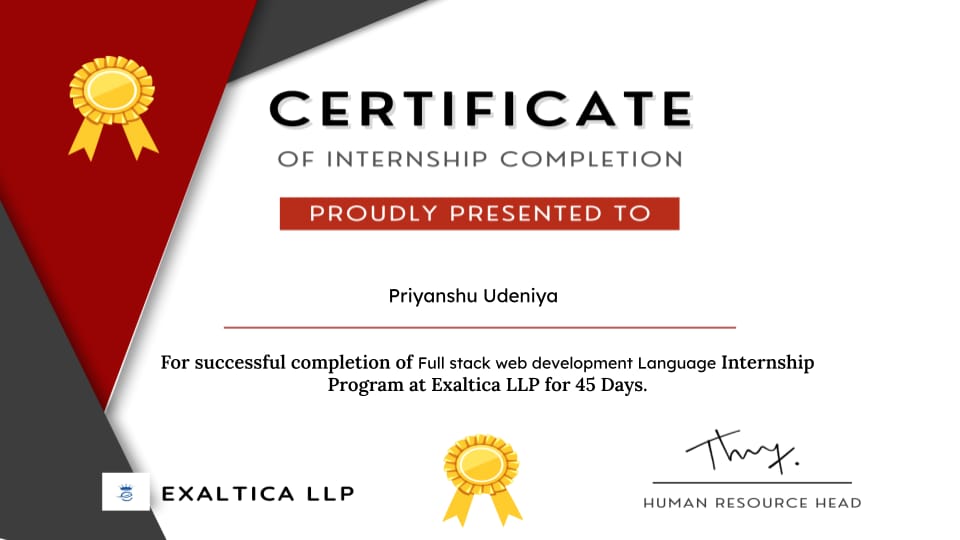 CERTIFICATE
OF INTERNSHIP COMPLETION
PROUDLY PRESENTED TO
Priyanshu Udeniya
For successful completion of Full stack web development Language Internship
Program at Exaltica LLP for 45 Days.
EXALTICA LLP
HUMAN RESOURCE HEAD